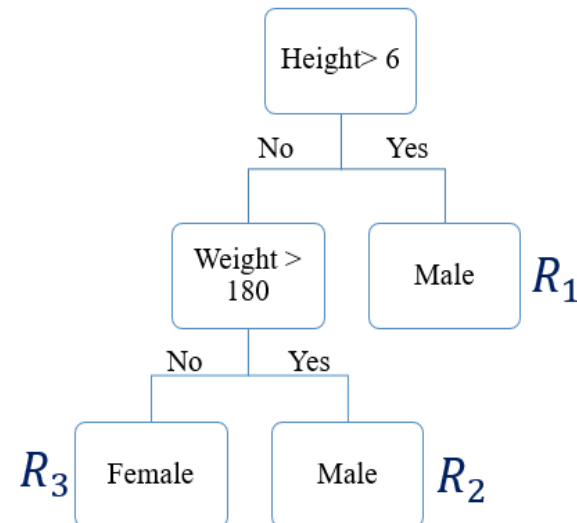 Height> 6
No Yes
Weight >
180
Male
R₁
No Yes
R₃
Female
Male
R₂